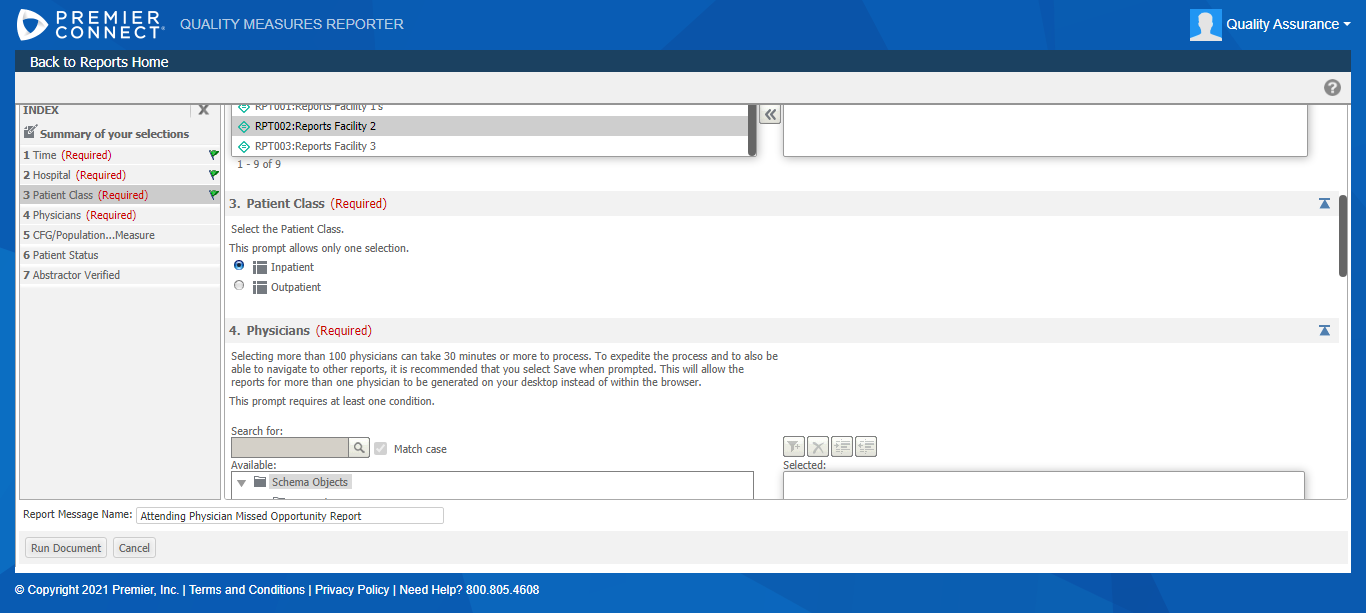 PREMIER CONNECT QUALITY MEASURES REPORTER
Quality Assurance
Back to Reports Home
INDEX X
Summary of your selections
1 Time (Required)
2 Hospital (Required)
3 Patient Class (Required)
4 Physicians (Required)
5 CFG/Population...Measure
6 Patient Status
7 Abstractor Verified
RPT001:Reports Facility 1's
RPT002:Reports Facility 2
RPT003:Reports Facility 3
1 - 9 of 9
3. Patient Class (Required)
Select the Patient Class.
This prompt allows only one selection.
Inpatient
Outpatient
4. Physicians (Required)
Selecting more than 100 physicians can take 30 minutes or more to process. To expedite the process and to also be
able to navigate to other reports, it is recommended that you select Save when prompted. This will allow the
reports for more than one physician to be generated on your desktop instead of within the browser.
This prompt requires at least one condition.
Search for:
Match case
Available:
Selected:
Schema Objects
Report Message Name: Attending Physician Missed Opportunity Report
Run Document Cancel
© Copyright 2021 Premier, Inc. | Terms and Conditions | Privacy Policy | Need Help? 800.805.4608